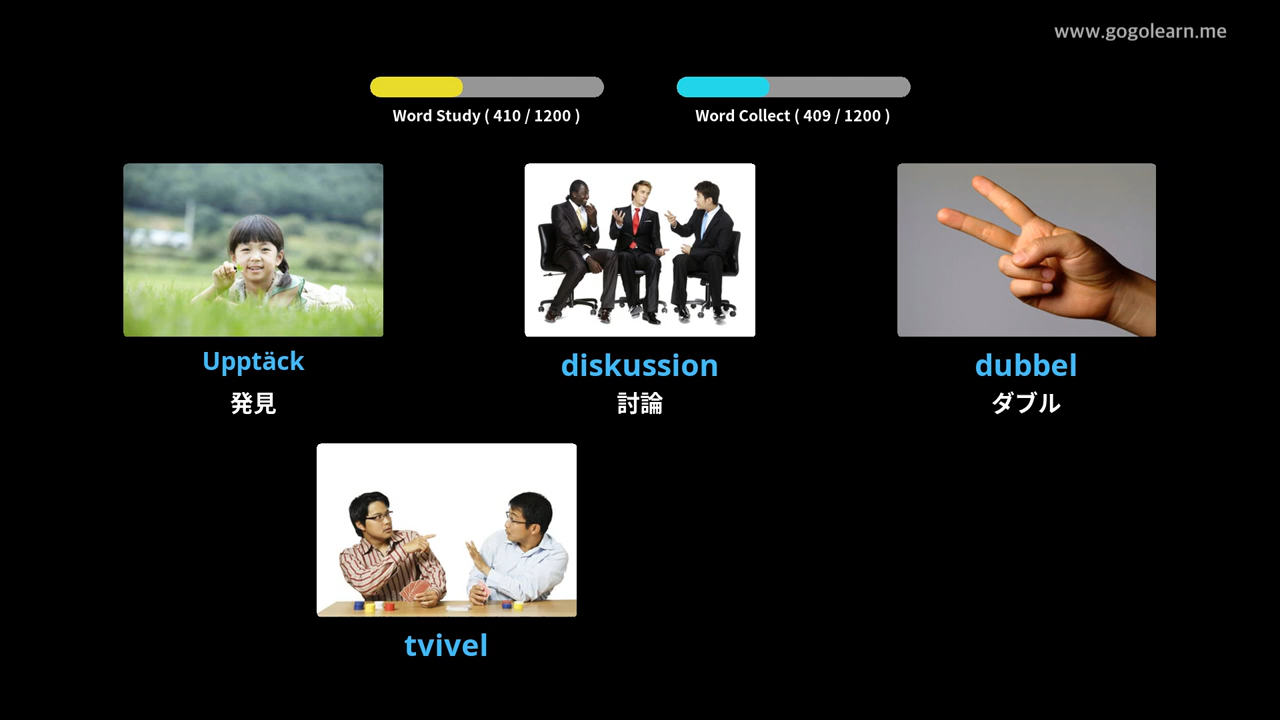 www.gogolearn.me
Word Study ( 410 / 1200 )
Word Collect ( 409 / 1200 )
Upptäck
発見
diskussion
討論
dubbel
ダブル
tvivel